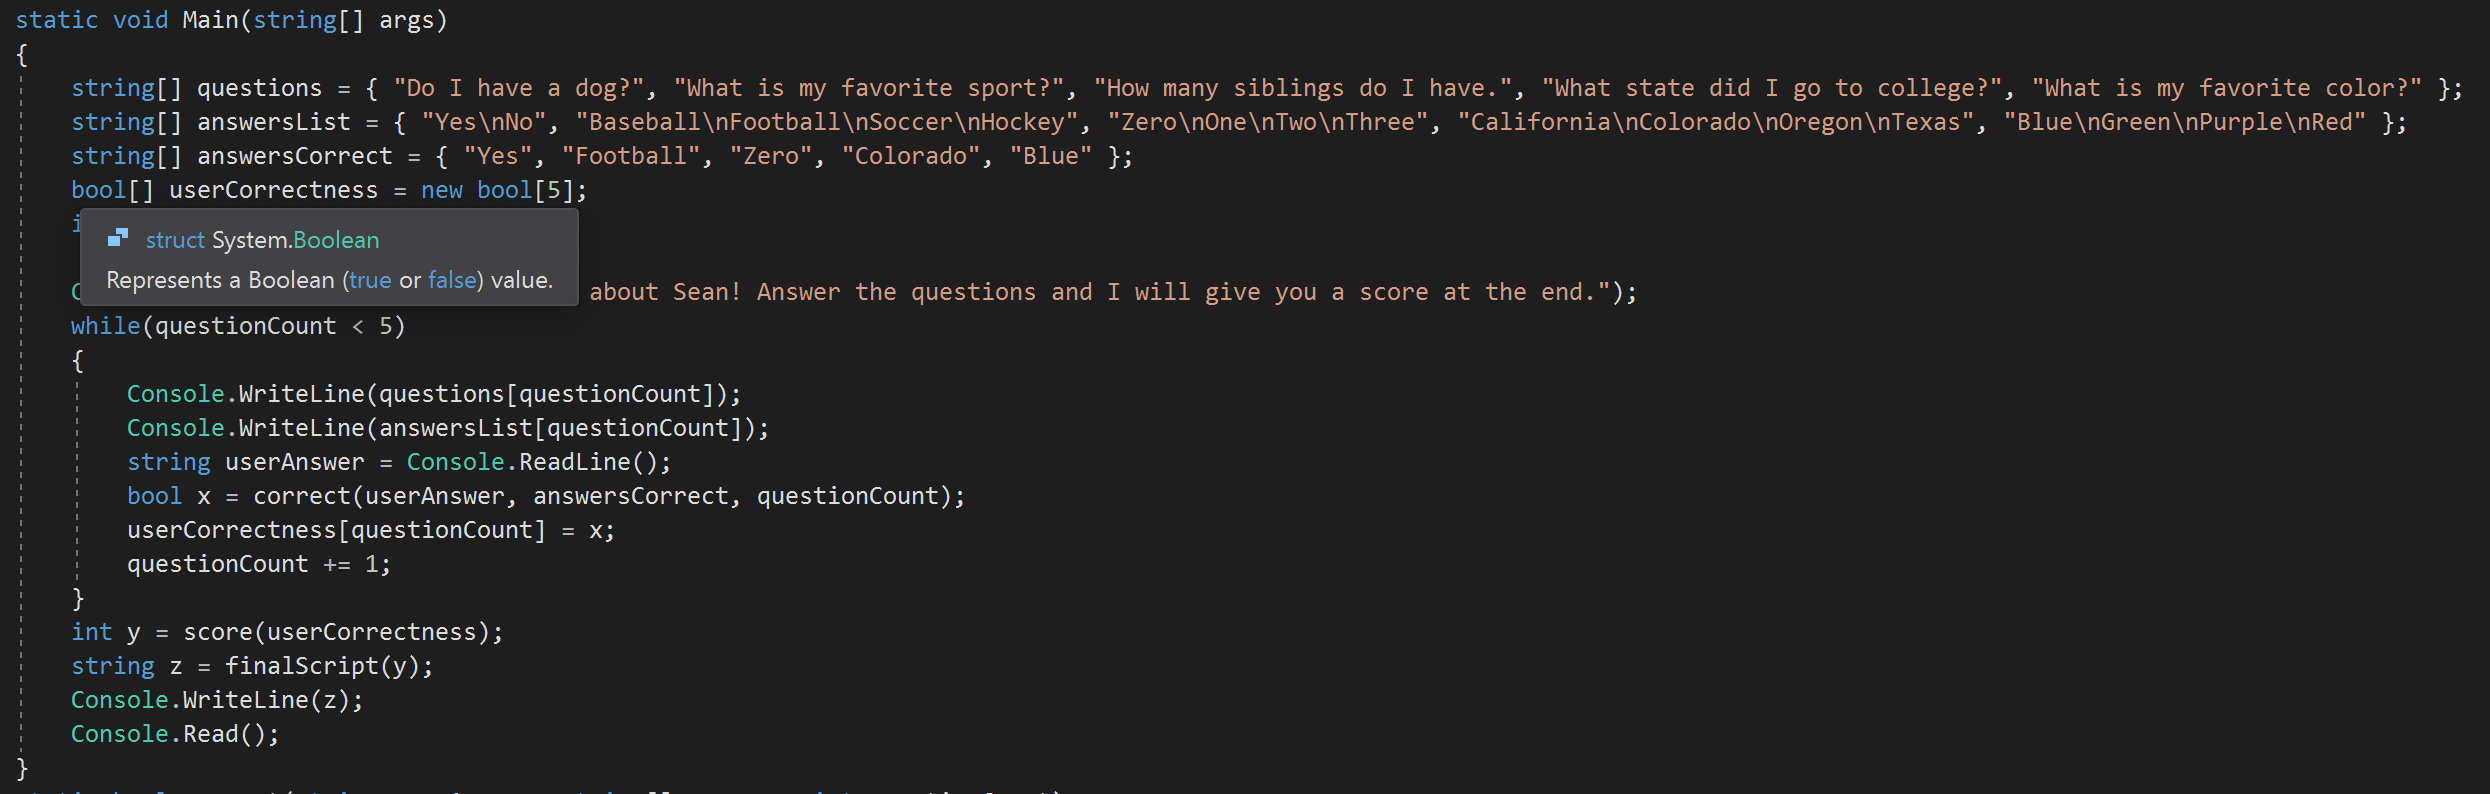 static void Main(string[] args)
{
string[] questions = { "Do I have a dog?", "What is my favorite sport?", "How many siblings do I have.", "What state did I go to college?", "What is my favorite color?" };
string[] answersList = { "Yes\nNo", "Baseball\nFootball\nSoccer\nHockey", "Zero\nOne\nTwo\nThree", "California\nColorado\nOregon\nTexas", "Blue\nGreen\nPurple\nRed" };
string[] answersCorrect = { "Yes", "Football", "Zero", "Colorado", "Blue" };
bool[] userCorrectness = new bool[5];
struct System.Boolean
Represents a Boolean (true or false) value.
about Sean! Answer the questions and I will give you a score at the end.");
while(questionCount < 5)
{
Console.WriteLine(questions[questionCount]);
Console.WriteLine(answersList[questionCount]);
string userAnswer = Console.ReadLine();
bool x = correct(userAnswer, answersCorrect, questionCount);
userCorrectness[questionCount] = x;
questionCount += 1;
}
int y = score(userCorrectness);
string z = finalScript(y);
Console.WriteLine(z);
Console.Read();
}